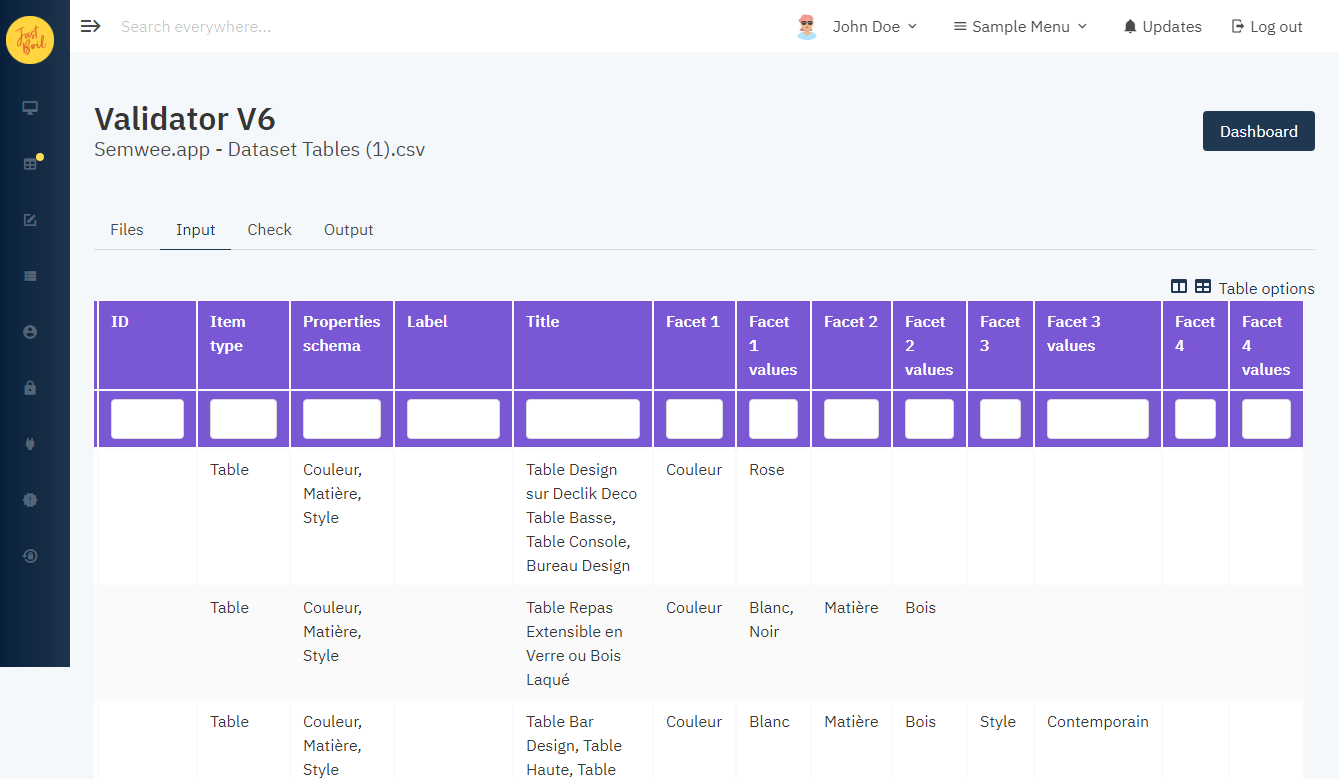 Just
Boil
Search everywhere...
John Doe
Sample Menu
Updates
Log out
Validator V6
Semwee.app - Dataset Tables (1).csv
Dashboard
Files Input Check Output
Table options
ID Item Properties Label Title Facet 1 Facet Facet 2 Facet Facet Facet 3 Facet Facet
type schema 1 2 3 values 4 4
values values values
Table Couleur, Table Design Couleur Rose
Matière, sur Declik Deco
Style Table Basse,
Table Console,
Bureau Design
Table Couleur, Table Repas Couleur Blanc, Matière Bois
Matière, Extensible en Noir
Style Verre ou Bois
Laqué
Table Couleur, Table Bar Couleur Blanc Matière Bois Style Contemporain
Matière, Design, Table
Style Haute, Table